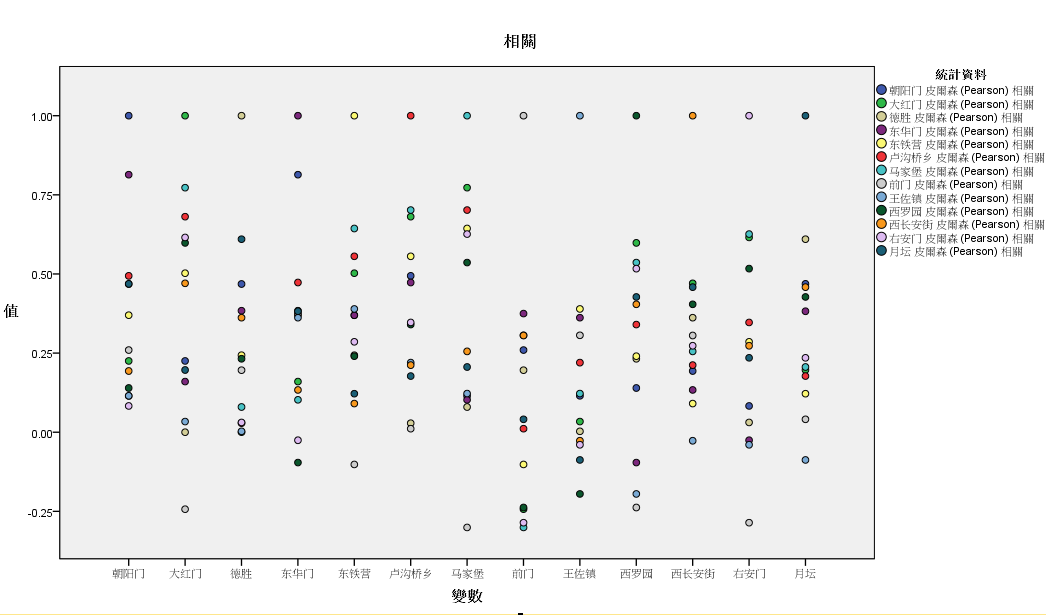 相關
統計資料
朝阳门 皮爾森 (Pearson) 相關
大红门 皮爾森 (Pearson) 相關
德胜 皮爾森 (Pearson) 相關
东华门 皮爾森 (Pearson) 相關
东铁营 皮爾森 (Pearson) 相關
卢沟桥乡 皮爾森 (Pearson) 相關
马家堡 皮爾森 (Pearson) 相關
前门 皮爾森 (Pearson) 相關
王佐镇 皮爾森 (Pearson) 相關
西罗园 皮爾森 (Pearson) 相關
西长安街 皮爾森 (Pearson) 相關
右安门 皮爾森 (Pearson) 相關
月坛 皮爾森 (Pearson) 相關
1.00
0.75
0.50
0.25
0.00
-0.25
值
朝阳门 大红门 德胜 东华门 东铁营 卢沟桥乡 马家堡 前门 王佐镇 西罗园 西长安街 右安门 月坛
變數